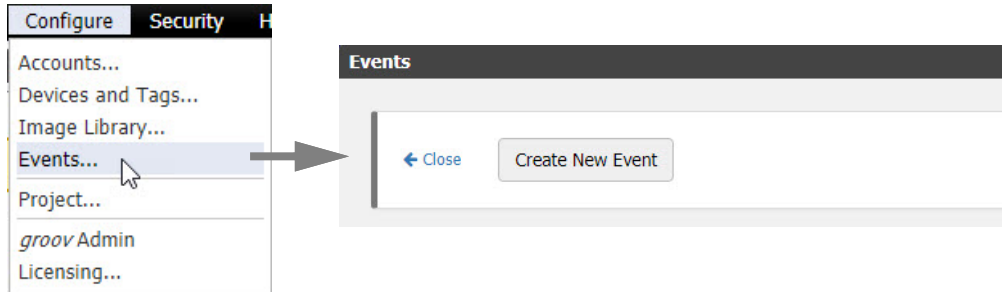 Configure Security H
Accounts...
Devices and Tags...
Image Library...
Events...
Project...
groov Admin
Licensing...
Events
Close Create New Event